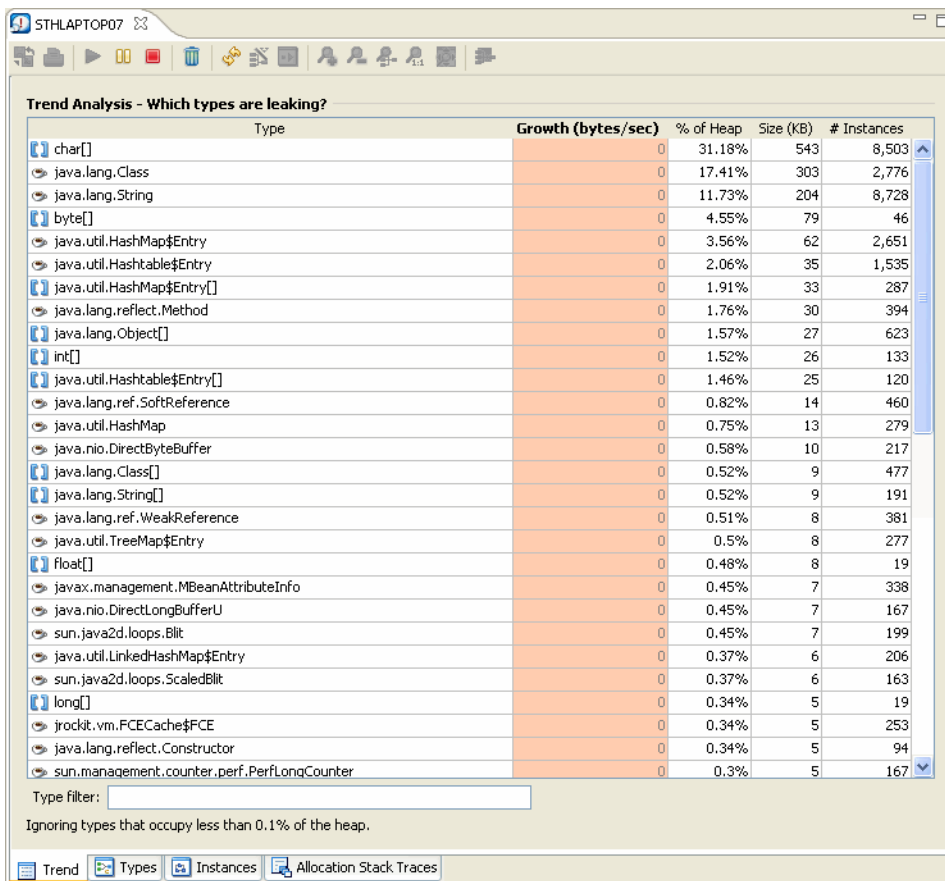 STHLAPTOP07
Trend Analysis - Which types are leaking?
Type Growth (bytes/sec) % of Heap Size (KB) # Instances
char[] 0 31.18% 543 8,503
java.lang.Class 0 17.41% 303 2,776
java.lang.String 0 11.73% 204 8,728
byte[] 0 4.55% 79 46
java.util.HashMap$Entry 0 3.56% 62 2,651
java.util.Hashtable$Entry 0 2.06% 35 1,535
java.util.HashMap$Entry[] 0 1.91% 33 287
java.lang.reflect.Method 0 1.76% 30 394
java.lang.Object[] 0 1.57% 27 623
int[] 0 1.52% 26 133
java.util.Hashtable$Entry[] 0 1.46% 25 120
java.lang.ref.SoftReference 0 0.82% 14 460
java.util.HashMap 0 0.75% 13 279
java.nio.DirectByteBuffer 0 0.58% 10 217
java.lang.Class[] 0 0.52% 9 477
java.lang.String[] 0 0.52% 9 191
java.lang.ref.WeakReference 0 0.51% 8 381
java.util.TreeMap$Entry 0 0.5% 8 277
float[] 0 0.48% 8 19
javax.management.MBeanAttributeInfo 0 0.45% 7 338
java.nio.DirectLongBufferU 0 0.45% 7 167
sun.java2d.loops.Blit 0 0.45% 7 199
java.util.LinkedHashMap$Entry 0 0.37% 6 206
sun.java2d.loops.ScaledBlit 0 0.37% 6 163
long[] 0 0.34% 5 19
jrockit.vm.FCECache$FCE 0 0.34% 5 253
java.lang.reflect.Constructor 0 0.34% 5 94
sun.management.counter.perf.PerfLongCounter 0 0.3% 5 167
Type filter:
Ignoring types that occupy less than 0.1% of the heap.
Trend Types Instances Allocation Stack Traces